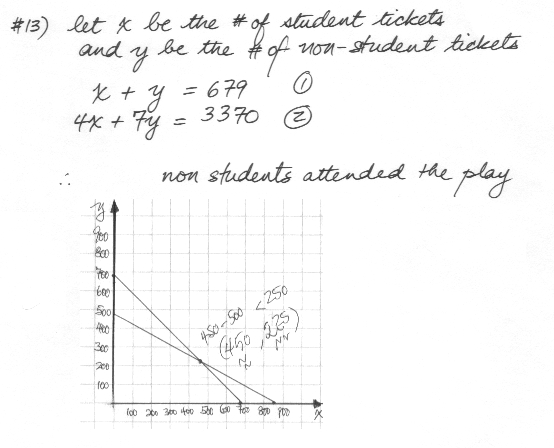 #13) let x be the # of student tickets
and y be the # of non-student tickets
x + y = 679 ①
4x + 7y = 3370 ②
∴ non students attended the play
y
900
800
700
600
500
400
300
200
100
450-500 <250
(450, 225)
100 200 300 400 500 600 700 800 900 x